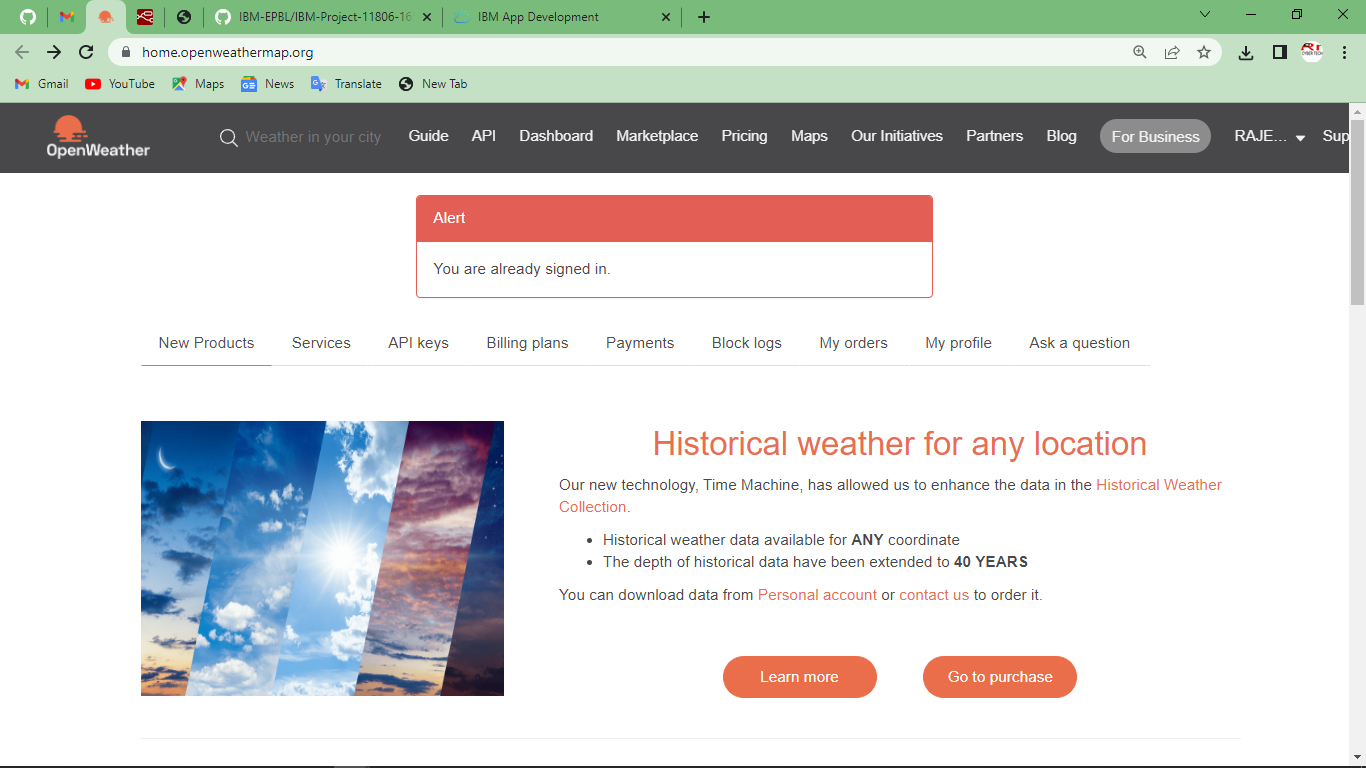 IBM-EPBL/IBM-Project-11806-16
IBM App Development
home.openweathermap.org
Gmail YouTube Maps News Translate New Tab
OpenWeather
Weather in your city Guide API Dashboard Marketplace Pricing Maps Our Initiatives Partners Blog For Business RAJE... Sup
Alert
You are already signed in.
New Products Services API keys Billing plans Payments Block logs My orders My profile Ask a question
Historical weather for any location
Our new technology, Time Machine, has allowed us to enhance the data in the Historical Weather
Collection.
• Historical weather data available for ANY coordinate
• The depth of historical data have been extended to 40 YEARS
You can download data from Personal account or contact us to order it.
Learn more Go to purchase